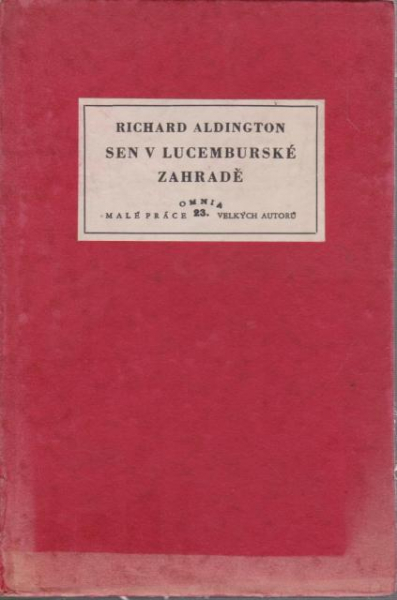 RICHARD ALDINGTON
SEN V LUCEMBURSKÉ
ZAHRADĚ
OMNIA
MALÉ PRÁCE 23. VELKÝCH AUTORŮ